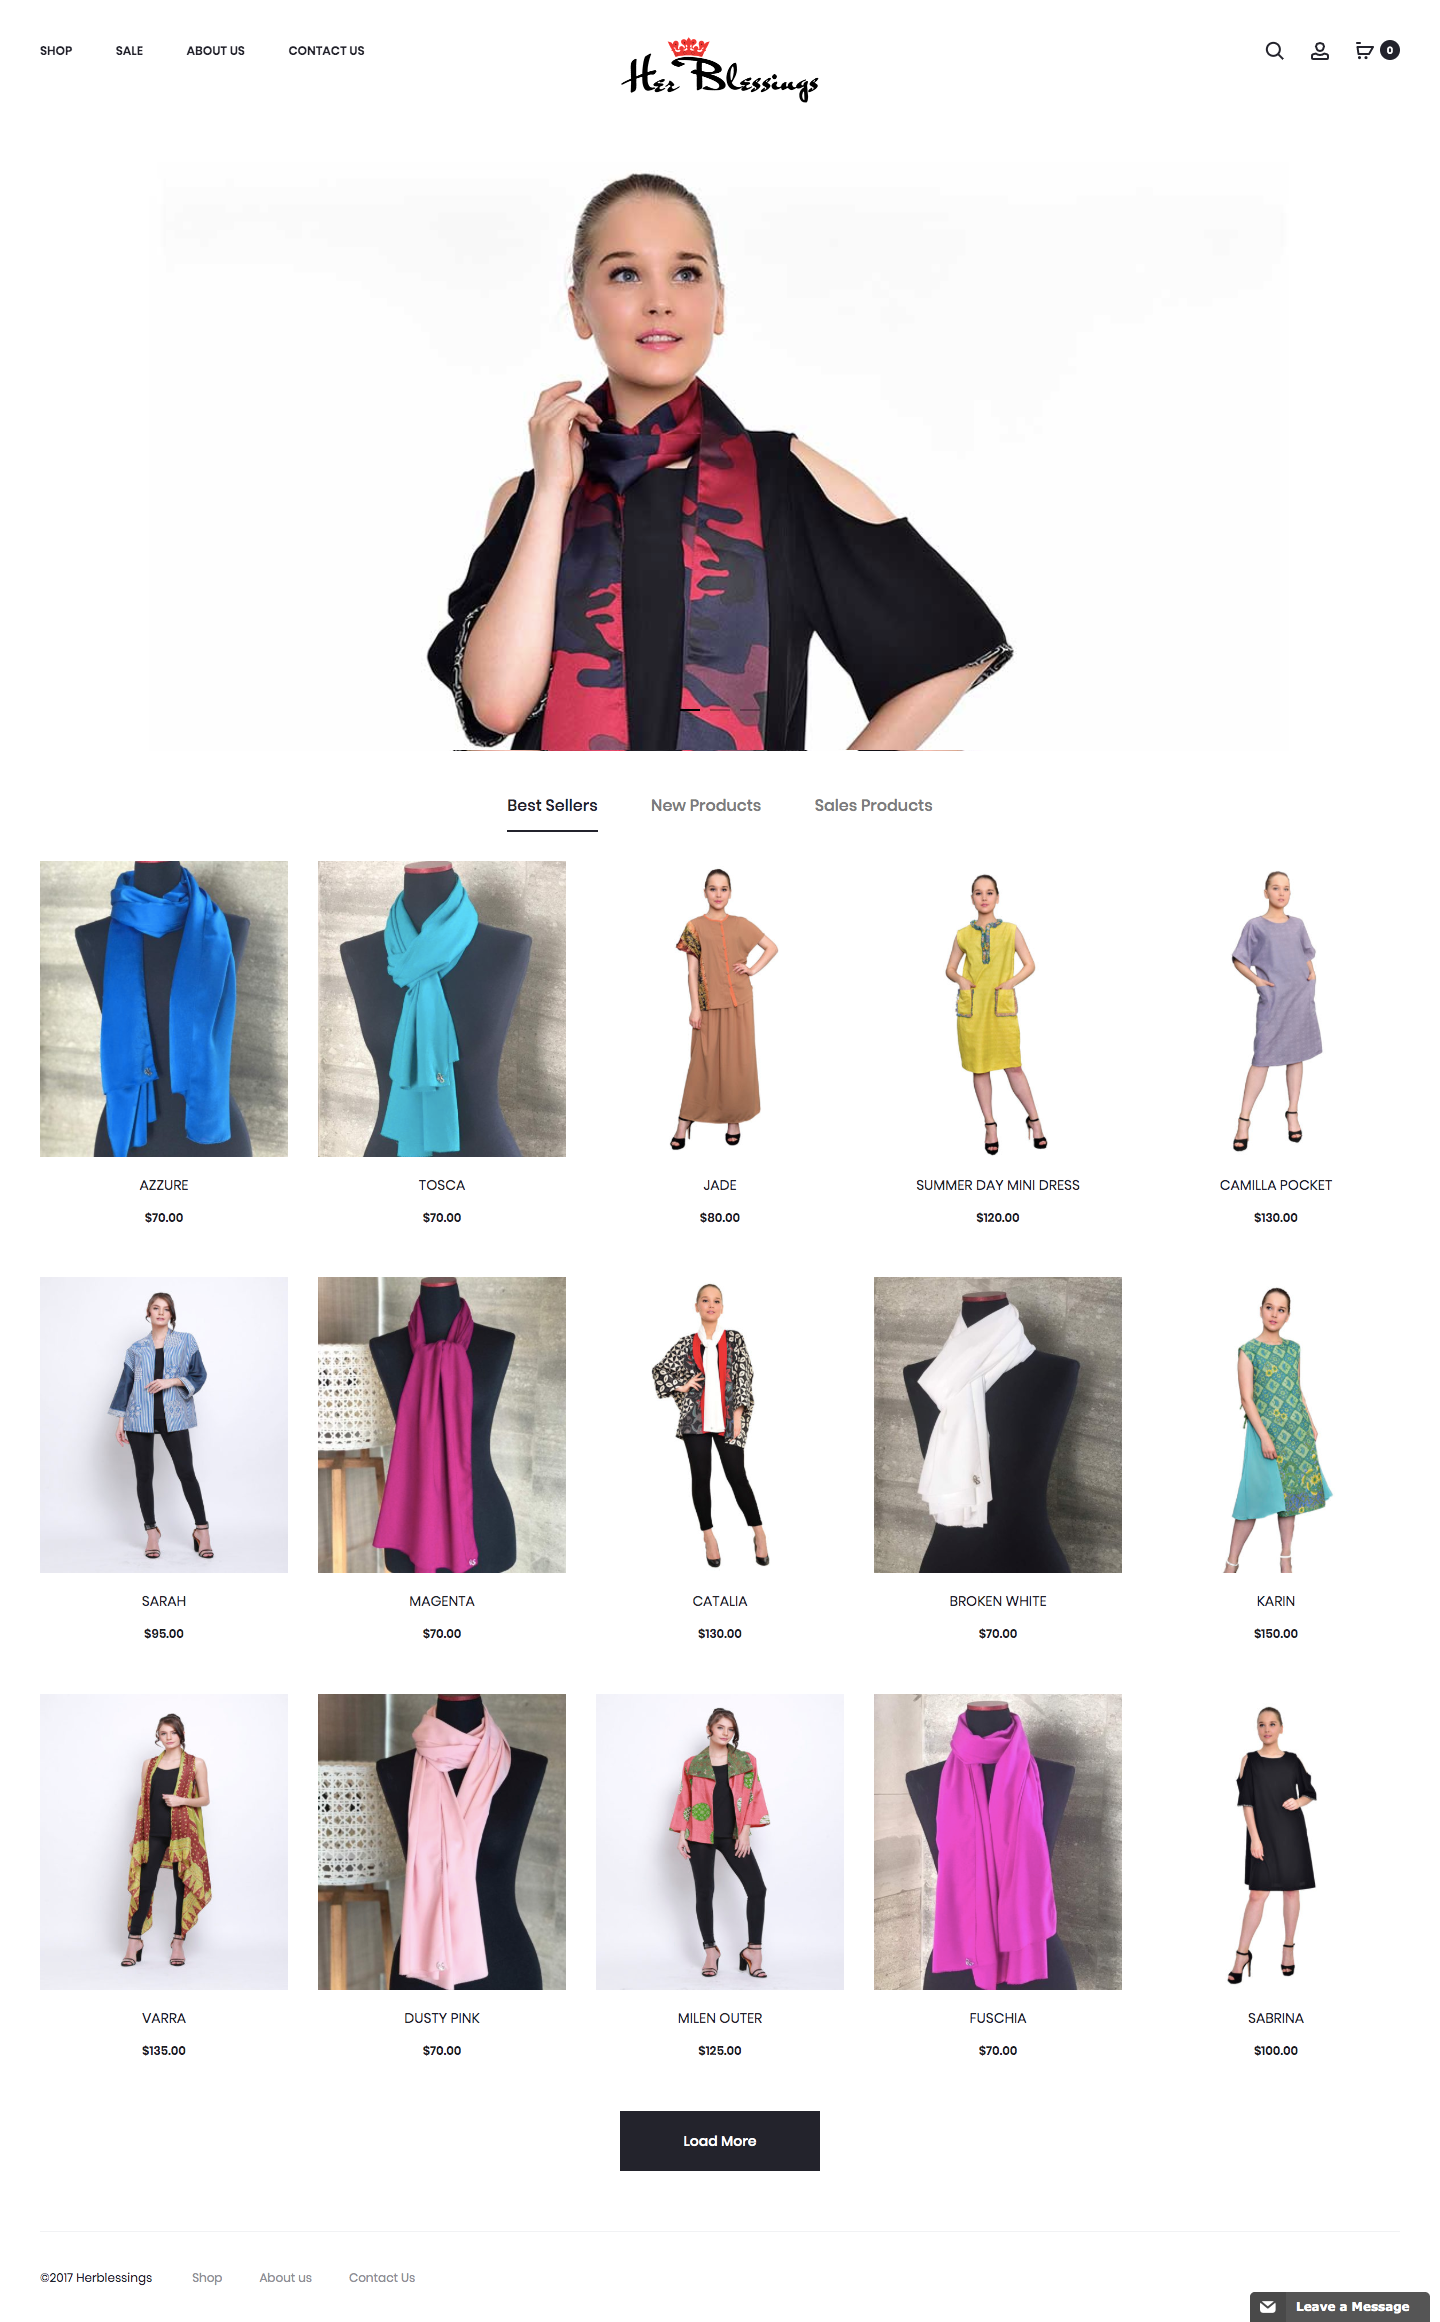 SHOP SALE ABOUT US CONTACT US
Her Blessings
0
Best Sellers New Products Sales Products
AZZURE TOSCA JADE SUMMER DAY MINI DRESS CAMILLA POCKET
$70.00 $70.00 $80.00 $120.00 $130.00
SARAH MAGENTA CATALIA BROKEN WHITE KARIN
$95.00 $70.00 $130.00 $70.00 $150.00
VARRA DUSTY PINK MILEN OUTER FUSCHIA SABRINA
$135.00 $70.00 $125.00 $70.00 $100.00
Load More
©2017 Herblessings Shop About us Contact Us
Leave a Message